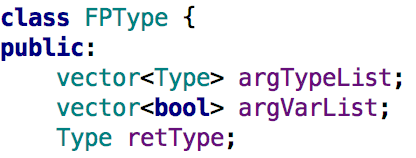 class FPType {
public:
    vector<Type> argTypeList;
    vector<bool> argVarList;
    Type retType;